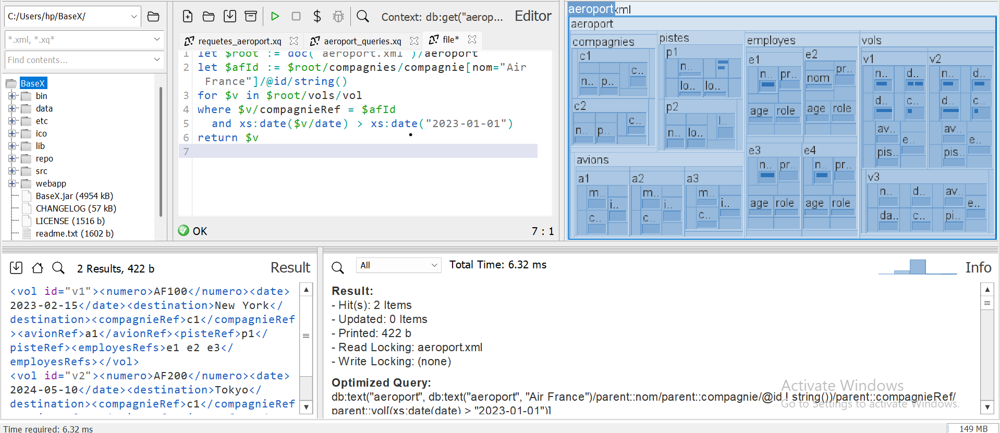 C:/Users/hp/BaseX/
*.xml, *.xq*
Find contents...
BaseX
bin
data
etc
ico
lib
repo
src
webapp
BaseX.jar (4954 kB)
CHANGELOG (57 kB)
LICENSE (1516 b)
readme.txt (1602 b)
Context: db:get("aerop...
Editor
requetes_aeroport.xq
aeroport_queries.xq
file*
1 let $root := doc("aeroport.xml")/aeroport
2 let $afId := $root/compagnies/compagnie[nom="Air
France"]/@id/string()
3 for $v in $root/vols/vol
4 where $v/compagnieRef = $afId
5 and xs:date($v/date) > xs:date("2023-01-01")
6 return $v
7
OK
7 : 1
aeroport.xml
aeroport
compagnies
c1
c..
n.. p..
c2
c..
n.. p..
pistes
p1
n..
lo.. lo..
p2
l..
n.. lo..
avions
a1
m..
i..
c..
a2
m..
i..
c..
a3
m..
i..
c..
employes
e1
n.. pr..
age role
e2
pr..
nom
age role
e3
n.. pr..
age role
e4
n.. pr..
age role
vols
v1
n.. d..
d.. c..
av..
e..
pis..
v2
n.. d..
d.. c..
av..
e..
pis..
v3
n.. d.. av..
e..
da.. c.. pi..
2 Results, 422 b
Result
<vol id="v1"><numero>AF100</numero><date>
2023-02-15</date><destination>New York</
destination><compagnieRef>c1</compagnieRef
><avionRef>a1</avionRef><pisteRef>p1</
pisteRef><employesRefs>e1 e2 e3</
employesRefs></vol>
<vol id="v2"><numero>AF200</numero><date>
2024-05-10</date><destination>Tokyo</
destination><compagnieRef>c1</compagnieRef
All
Total Time: 6.32 ms
Info
Result:
- Hit(s): 2 Items
- Updated: 0 Items
- Printed: 422 b
- Read Locking: aeroport.xml
- Write Locking: (none)
Optimized Query:
db:text("aeroport", db:text("aeroport", "Air France")/parent::nom/parent::compagnie/@id ! string())/parent::compagnieRef/
parent::vol[(xs:date(date) > "2023-01-01")]
Activate Windows
Go to Settings to activate Windows.
Time required: 6.32 ms
149 MB